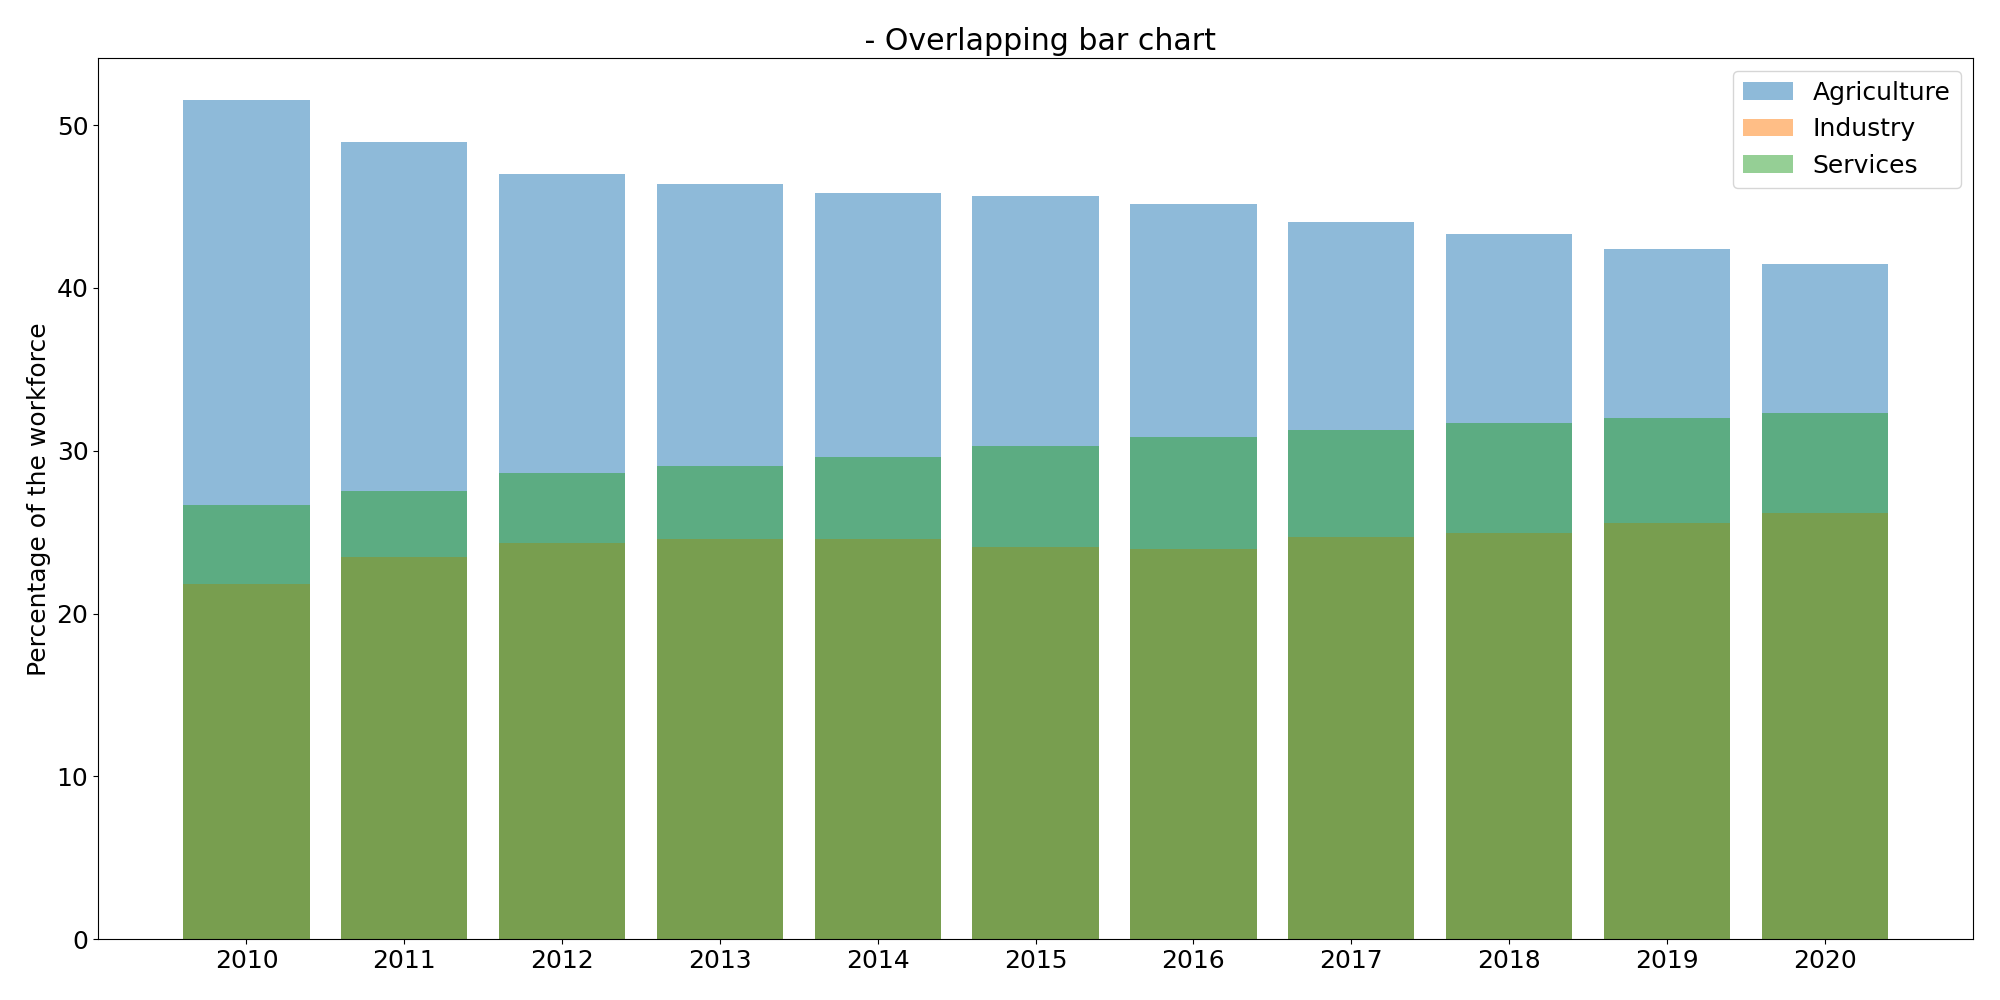 - Overlapping bar chart
Agriculture
Industry
Services
Percentage of the workforce
50
40
30
20
10
0
2010 2011 2012 2013 2014 2015 2016 2017 2018 2019 2020